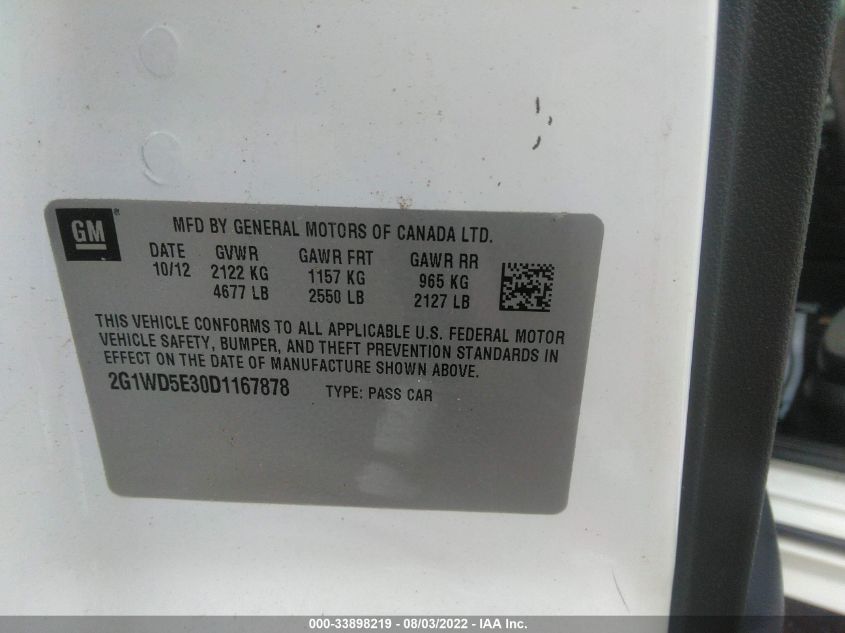 GM ®
MFD BY GENERAL MOTORS OF CANADA LTD.
DATE GVWR GAWR FRT GAWR RR
10/12 2122 KG 1157 KG 965 KG
4677 LB 2550 LB 2127 LB
THIS VEHICLE CONFORMS TO ALL APPLICABLE U.S. FEDERAL MOTOR
VEHICLE SAFETY, BUMPER, AND THEFT PREVENTION STANDARDS IN
EFFECT ON THE DATE OF MANUFACTURE SHOWN ABOVE.
2G1WD5E30D1167878 TYPE: PASS CAR
000-33898219 - 08/03/2022 - IAA Inc.